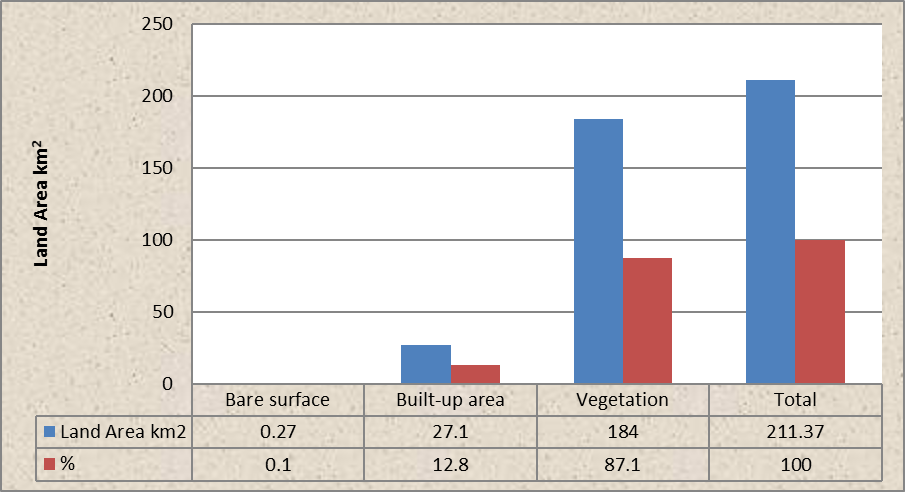 250
200
150
100
50
0
Land Area km2
Bare surface Built-up area Vegetation Total
Land Area km2 0.27 27.1 184 211.37
% 0.1 12.8 87.1 100